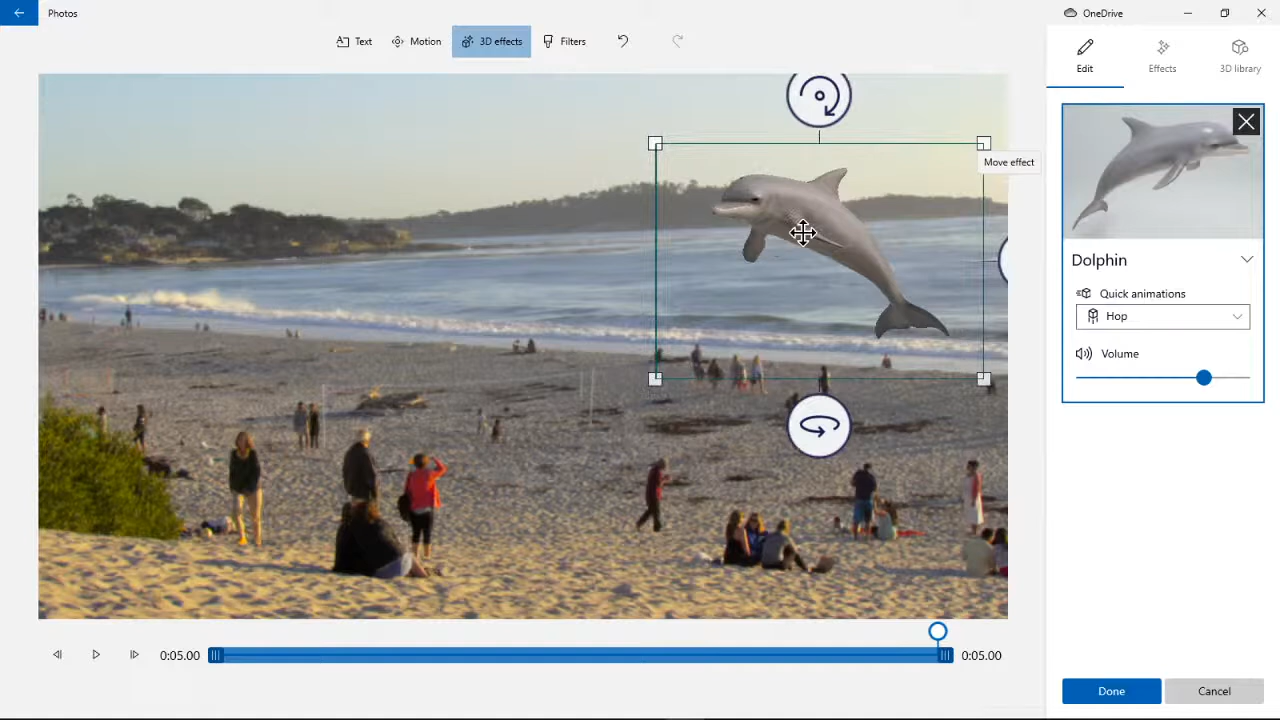 Photos
OneDrive
Text
Motion
3D effects
Filters
Edit
Effects
3D library
Move effect
Dolphin
Quick animations
Hop
Volume
0:05.00
0:05.00
Done
Cancel